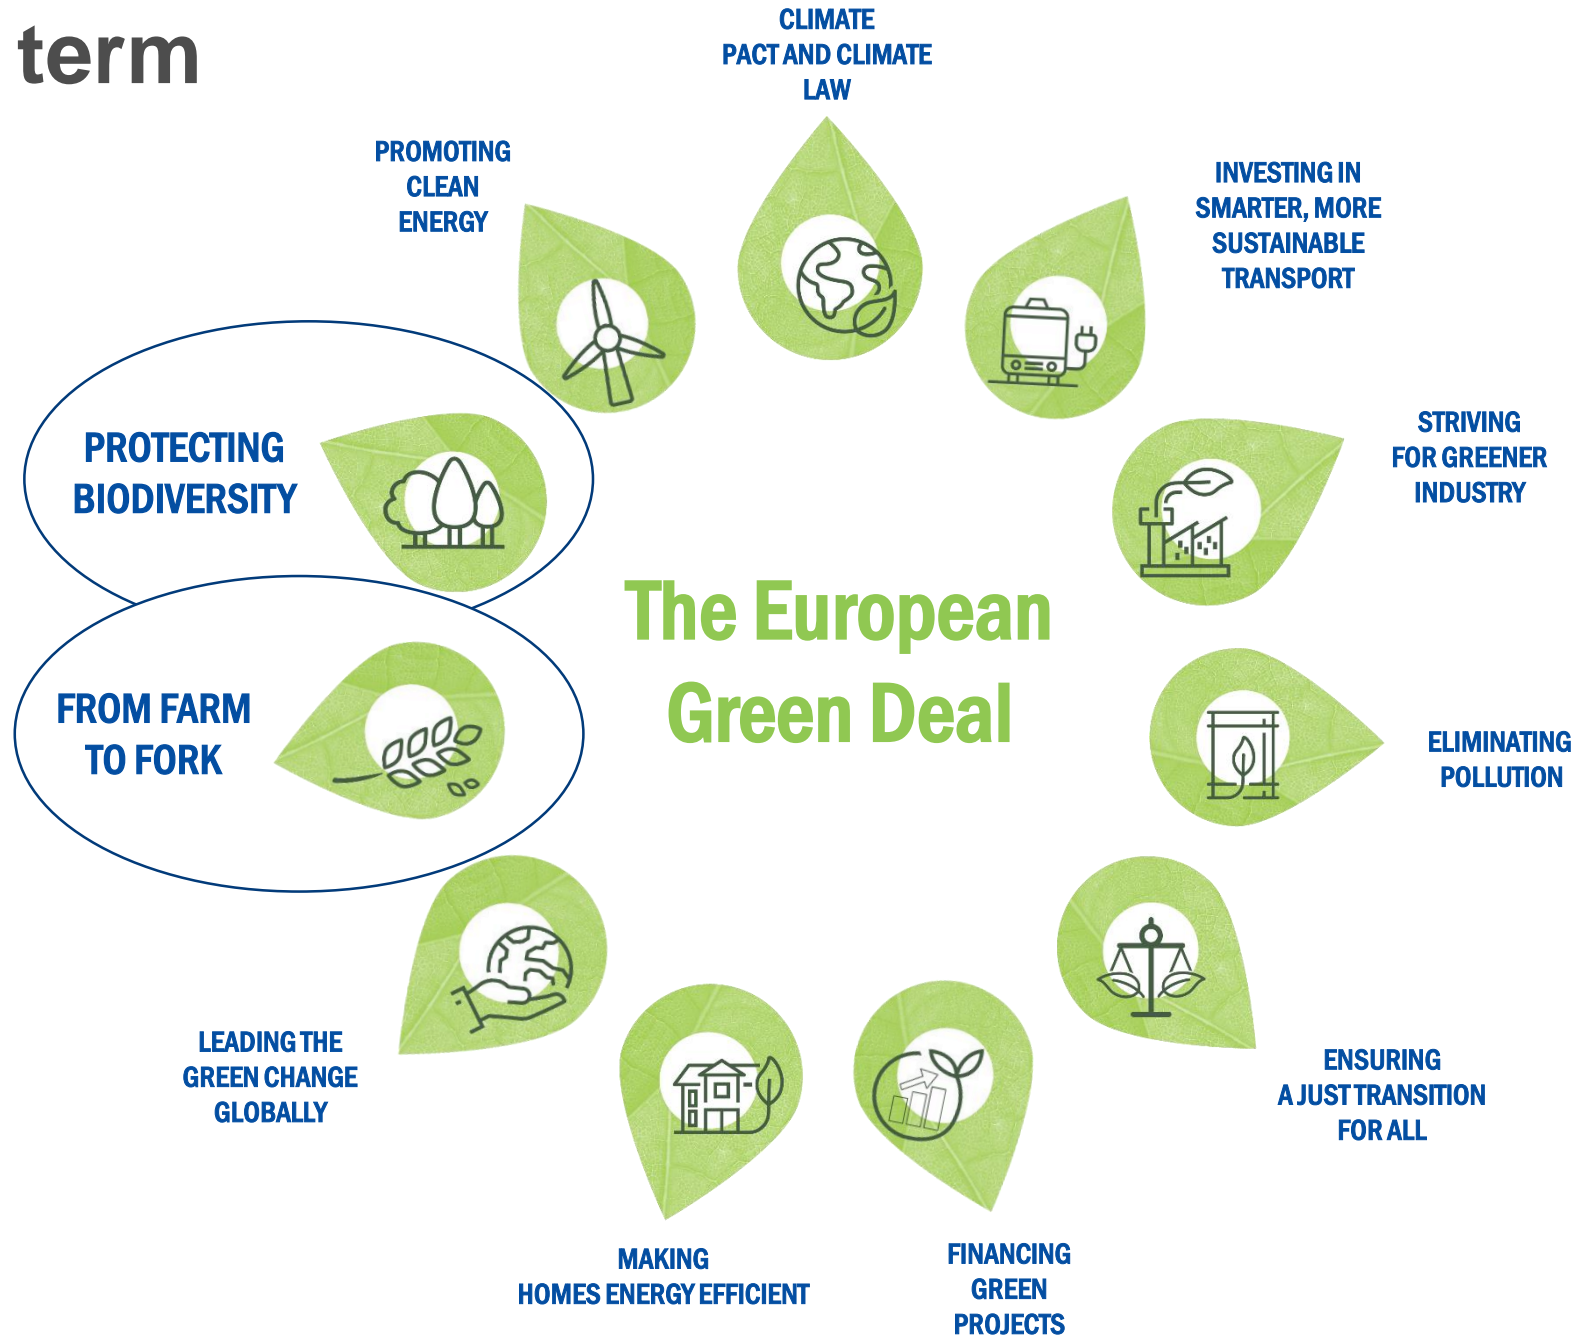 term
CLIMATE
PACT AND CLIMATE
LAW
PROMOTING
CLEAN
ENERGY
INVESTING IN
SMARTER, MORE
SUSTAINABLE
TRANSPORT
PROTECTING
BIODIVERSITY
STRIVING
FOR GREENER
INDUSTRY
The European
Green Deal
FROM FARM
TO FORK
ELIMINATING
POLLUTION
LEADING THE
GREEN CHANGE
GLOBALLY
ENSURING
A JUST TRANSITION
FOR ALL
MAKING
HOMES ENERGY EFFICIENT
FINANCING
GREEN
PROJECTS